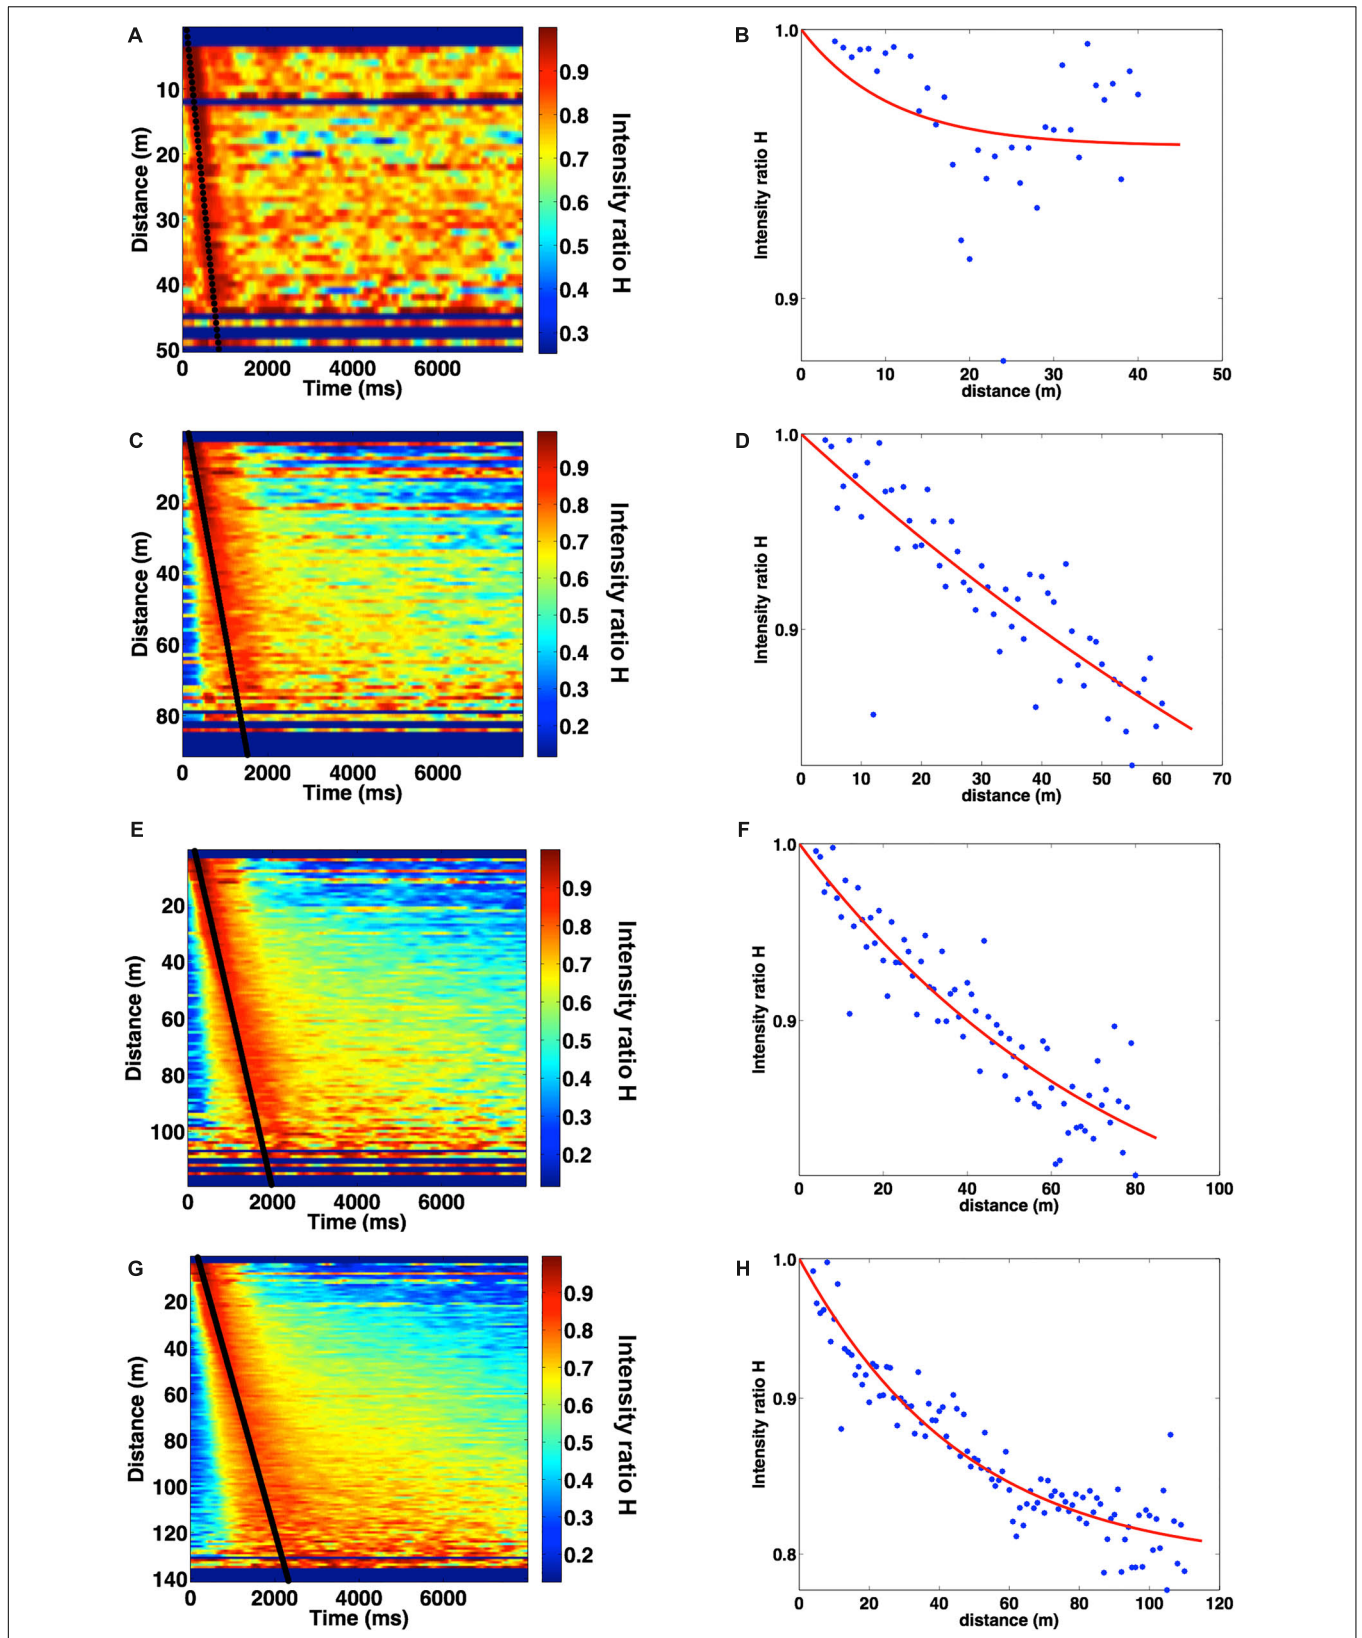 A
10
20
30
40
50
0 2000 4000 6000
Time (ms)
Distance (m)
0.9
0.8
0.7
0.6
0.5
0.4
0.3
Intensity ratio H
B
1.0
0.9
0 10 20 30 40 50
distance (m)
Intensity ratio H
C
20
40
60
80
0 2000 4000 6000
Time (ms)
Distance (m)
0.9
0.8
0.7
0.6
0.5
0.4
0.3
0.2
Intensity ratio H
D
1.0
0.9
0 10 20 30 40 50 60 70
distance (m)
Intensity ratio H
E
20
40
60
80
100
0 2000 4000 6000
Time (ms)
Distance (m)
0.9
0.8
0.7
0.6
0.5
0.4
0.3
0.2
Intensity ratio H
F
1.0
0.9
0 20 40 60 80 100
distance (m)
Intensity ratio H
G
20
40
60
80
100
120
140
0 2000 4000 6000
Time (ms)
Distance (m)
0.9
0.8
0.7
0.6
0.5
0.4
0.3
0.2
Intensity ratio H
H
1.0
0.9
0.8
0 20 40 60 80 100 120
distance (m)
Intensity ratio H